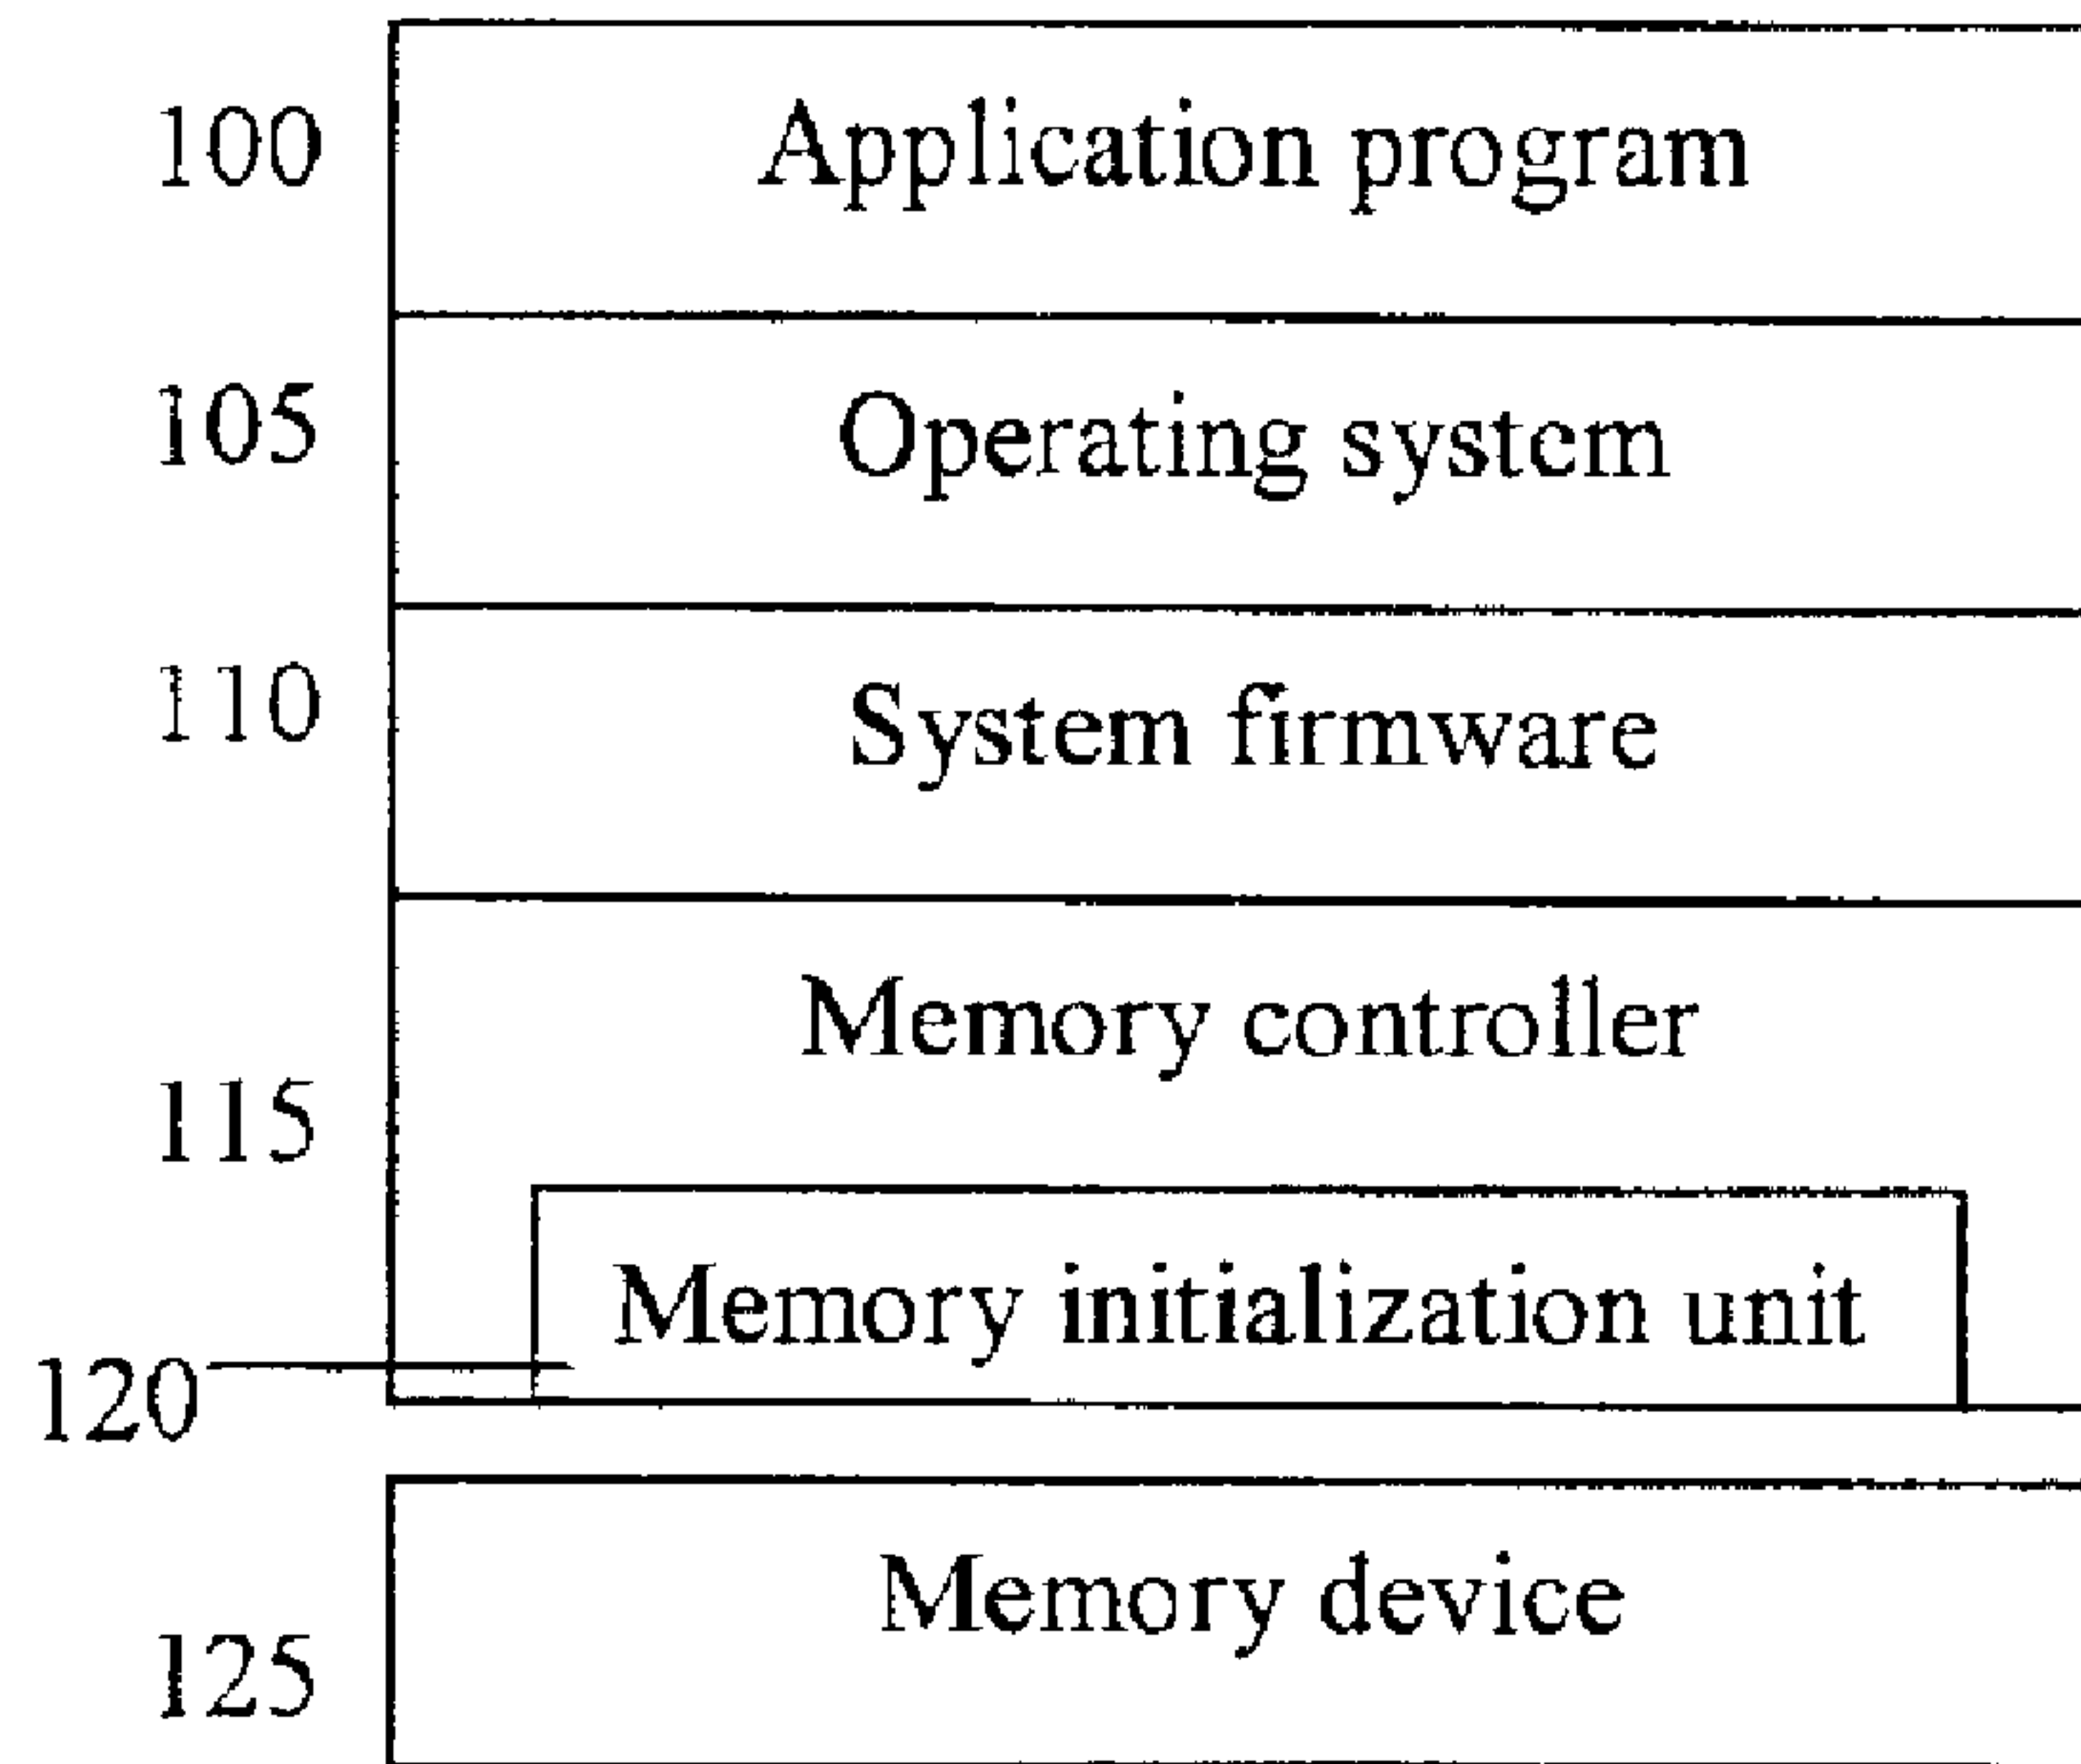 100 Application program
105 Operating system
110 System firmware
Memory controller
115
Memory initialization unit
120
Memory device
125